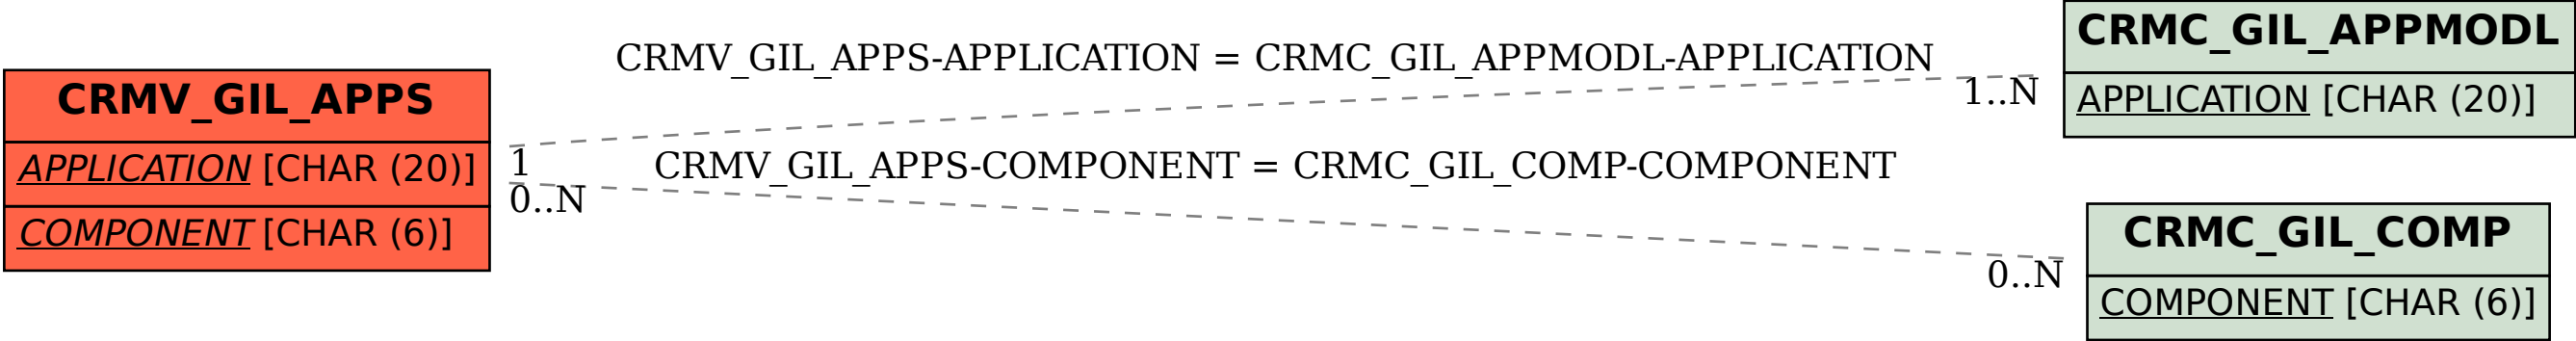 CRMV_GIL_APPS
APPLICATION [CHAR (20)]
COMPONENT [CHAR (6)]
CRMV_GIL_APPS-APPLICATION = CRMC_GIL_APPMODL-APPLICATION
1
1..N
CRMV_GIL_APPS-COMPONENT = CRMC_GIL_COMP-COMPONENT
0..N
0..N
CRMC_GIL_APPMODL
APPLICATION [CHAR (20)]
CRMC_GIL_COMP
COMPONENT [CHAR (6)]